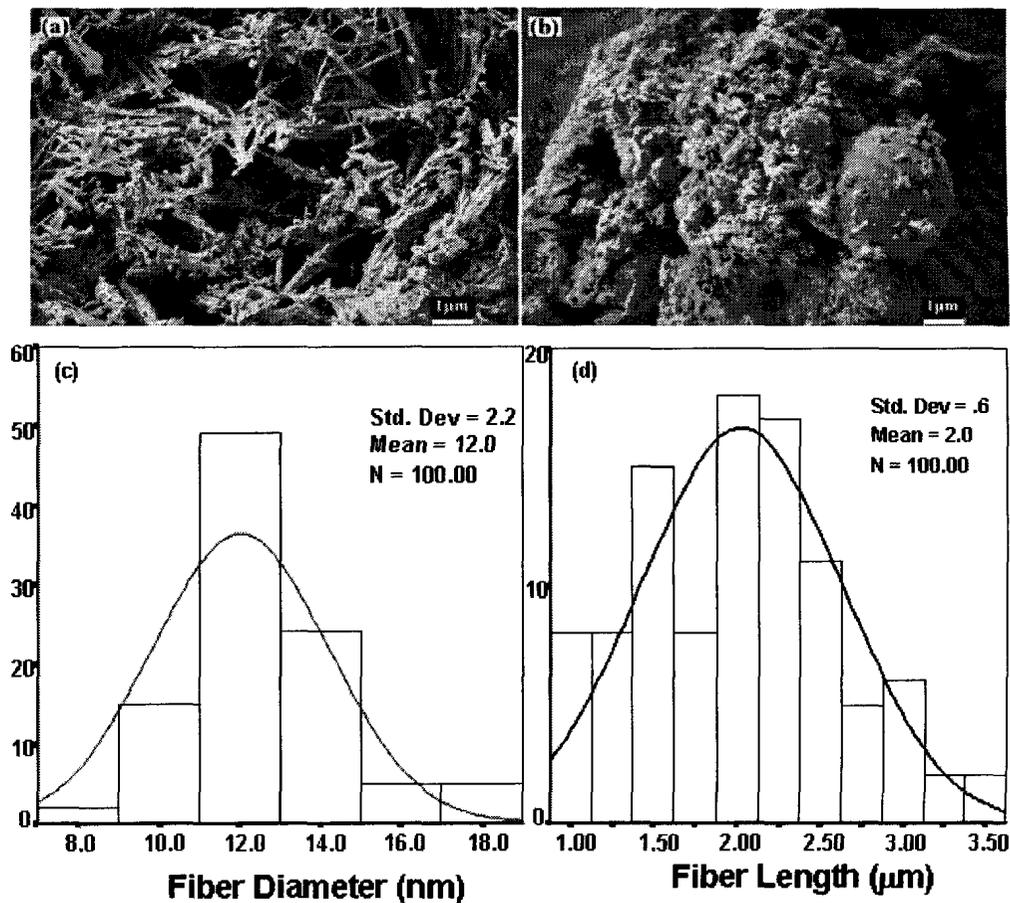 (a)
(b)
1µm
1µm
(c)
60
50
40
30
20
10
0
Std. Dev = 2.2
Mean = 12.0
N = 100.00
8.0 10.0 12.0 14.0 16.0 18.0
Fiber Diameter (nm)
(d)
20
10
0
Std. Dev = .6
Mean = 2.0
N = 100.00
1.00 1.50 2.00 2.50 3.00 3.50
Fiber Length (µm)